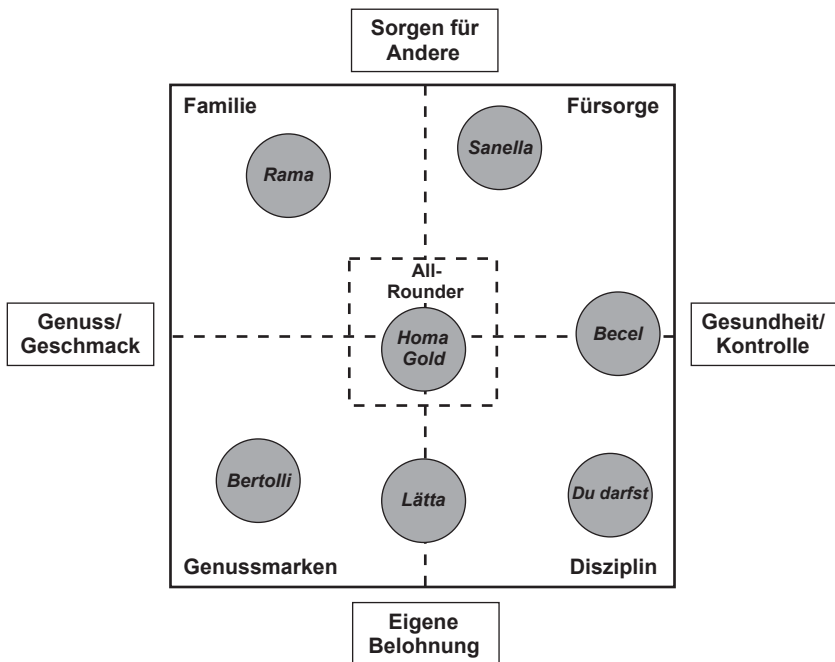 Sorgen für
Andere
Familie
Fürsorge
Rama
Sanella
All-
Rounder
Genuss/
Geschmack
Homa
Gold
Becel
Gesundheit/
Kontrolle
Bertolli
Lätta
Du darfst
Genussmarken
Disziplin
Eigene
Belohnung